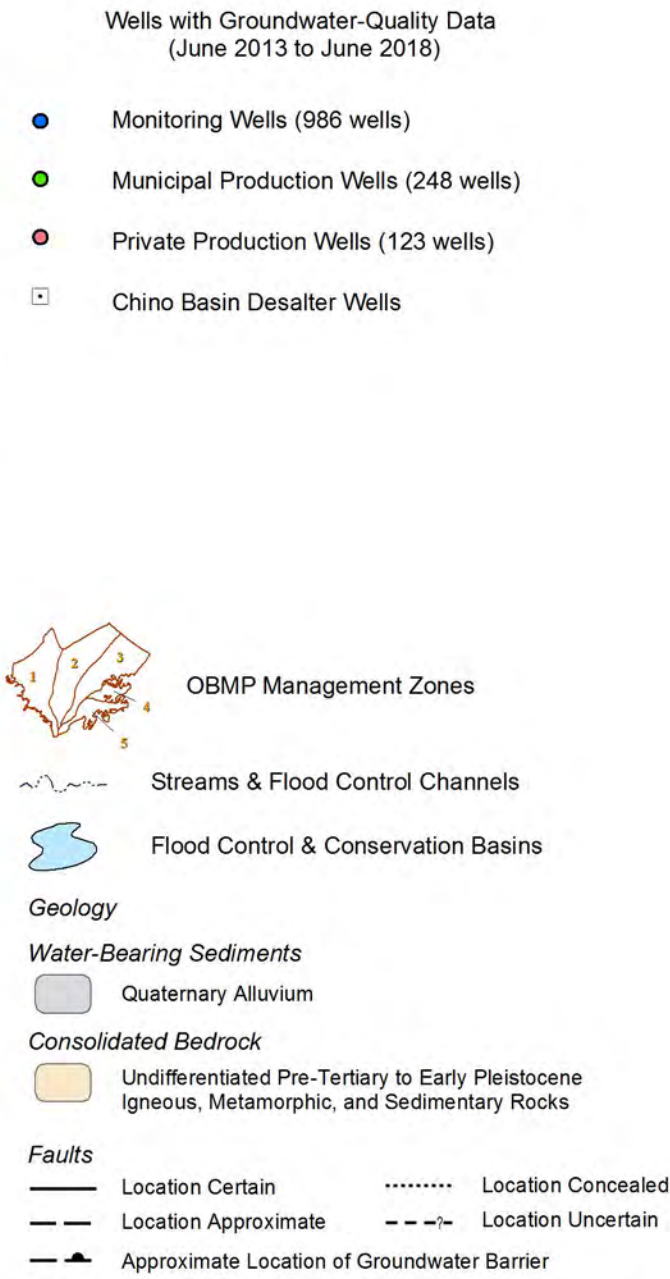 Wells with Groundwater-Quality Data
(June 2013 to June 2018)
Monitoring Wells (986 wells)
Municipal Production Wells (248 wells)
Private Production Wells (123 wells)
Chino Basin Desalter Wells
1
2
3
4
5
OBMP Management Zones
Streams & Flood Control Channels
Flood Control & Conservation Basins
Geology
Water-Bearing Sediments
Quaternary Alluvium
Consolidated Bedrock
Undifferentiated Pre-Tertiary to Early Pleistocene
Igneous, Metamorphic, and Sedimentary Rocks
Faults
Location Certain
Location Concealed
Location Approximate
?
Location Uncertain
Approximate Location of Groundwater Barrier